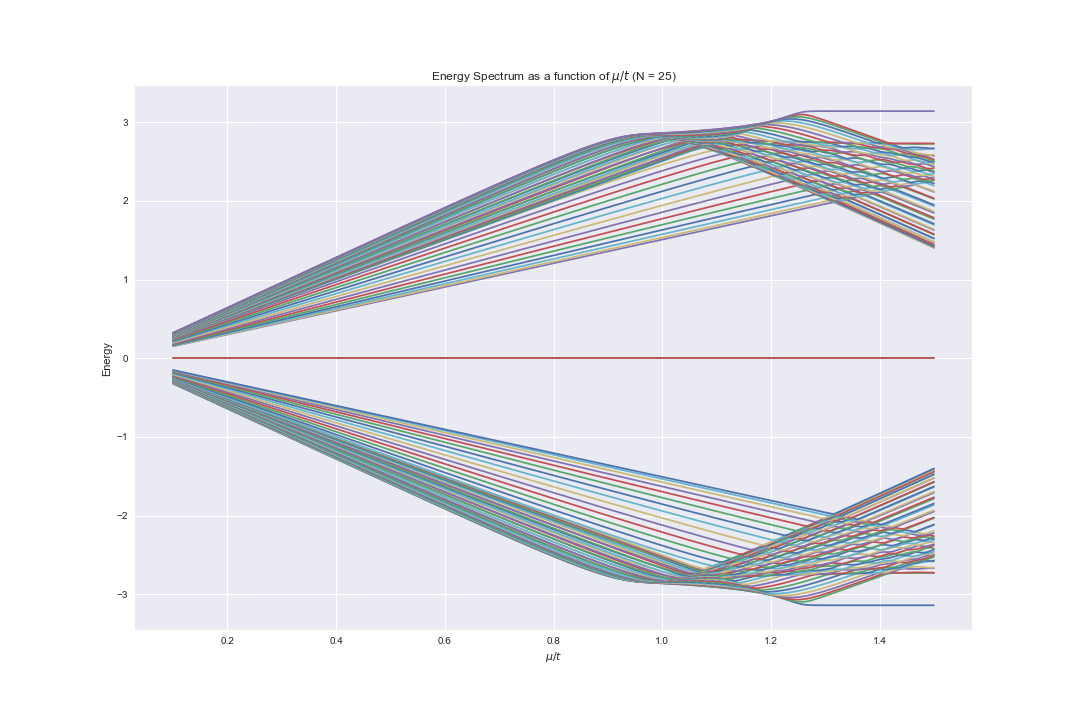 Energy Spectrum as a function of μ/t (N = 25)
3
2
1
0
−1
−2
−3
Energy
0.2 0.4 0.6 0.8 1.0 1.2 1.4
μ/t